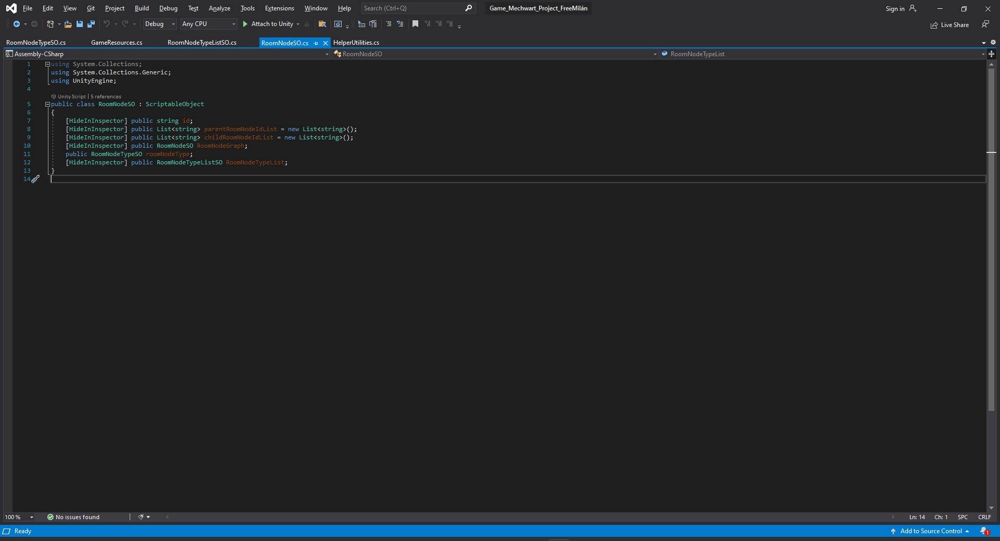 File Edit View Git Project Build Debug Test Analyze Tools Extensions Window Help Search (Ctrl+Q) Game_Mechwart_Project_FreeMilán Sign in
Debug Any CPU Attach to Unity Live Share
RoomNodeTypeSO.cs GameResources.cs RoomNodeTypeListSO.cs RoomNodeSO.cs HelperUtilities.cs
Assembly-CSharp RoomNodeSO RoomNodeTypeList
1 using System.Collections;
2 using System.Collections.Generic;
3 using UnityEngine;
4
Unity Script | 5 references
5 public class RoomNodeSO : ScriptableObject
6 {
7 [HideInInspector] public string id;
8 [HideInInspector] public List<string> parentRoomNodeIdList = new List<string>();
9 [HideInInspector] public List<string> childRoomNodeIdList = new List<string>();
10 [HideInInspector] public RoomNodeSO RoomNodeGraph;
11 public RoomNodeTypeSO roomNodeType;
12 [HideInInspector] public RoomNodeTypeListSO RoomNodeTypeList;
13 }
14
100 % No issues found Ln: 14 Ch: 1 SPC CRLF
Ready Add to Source Control 1